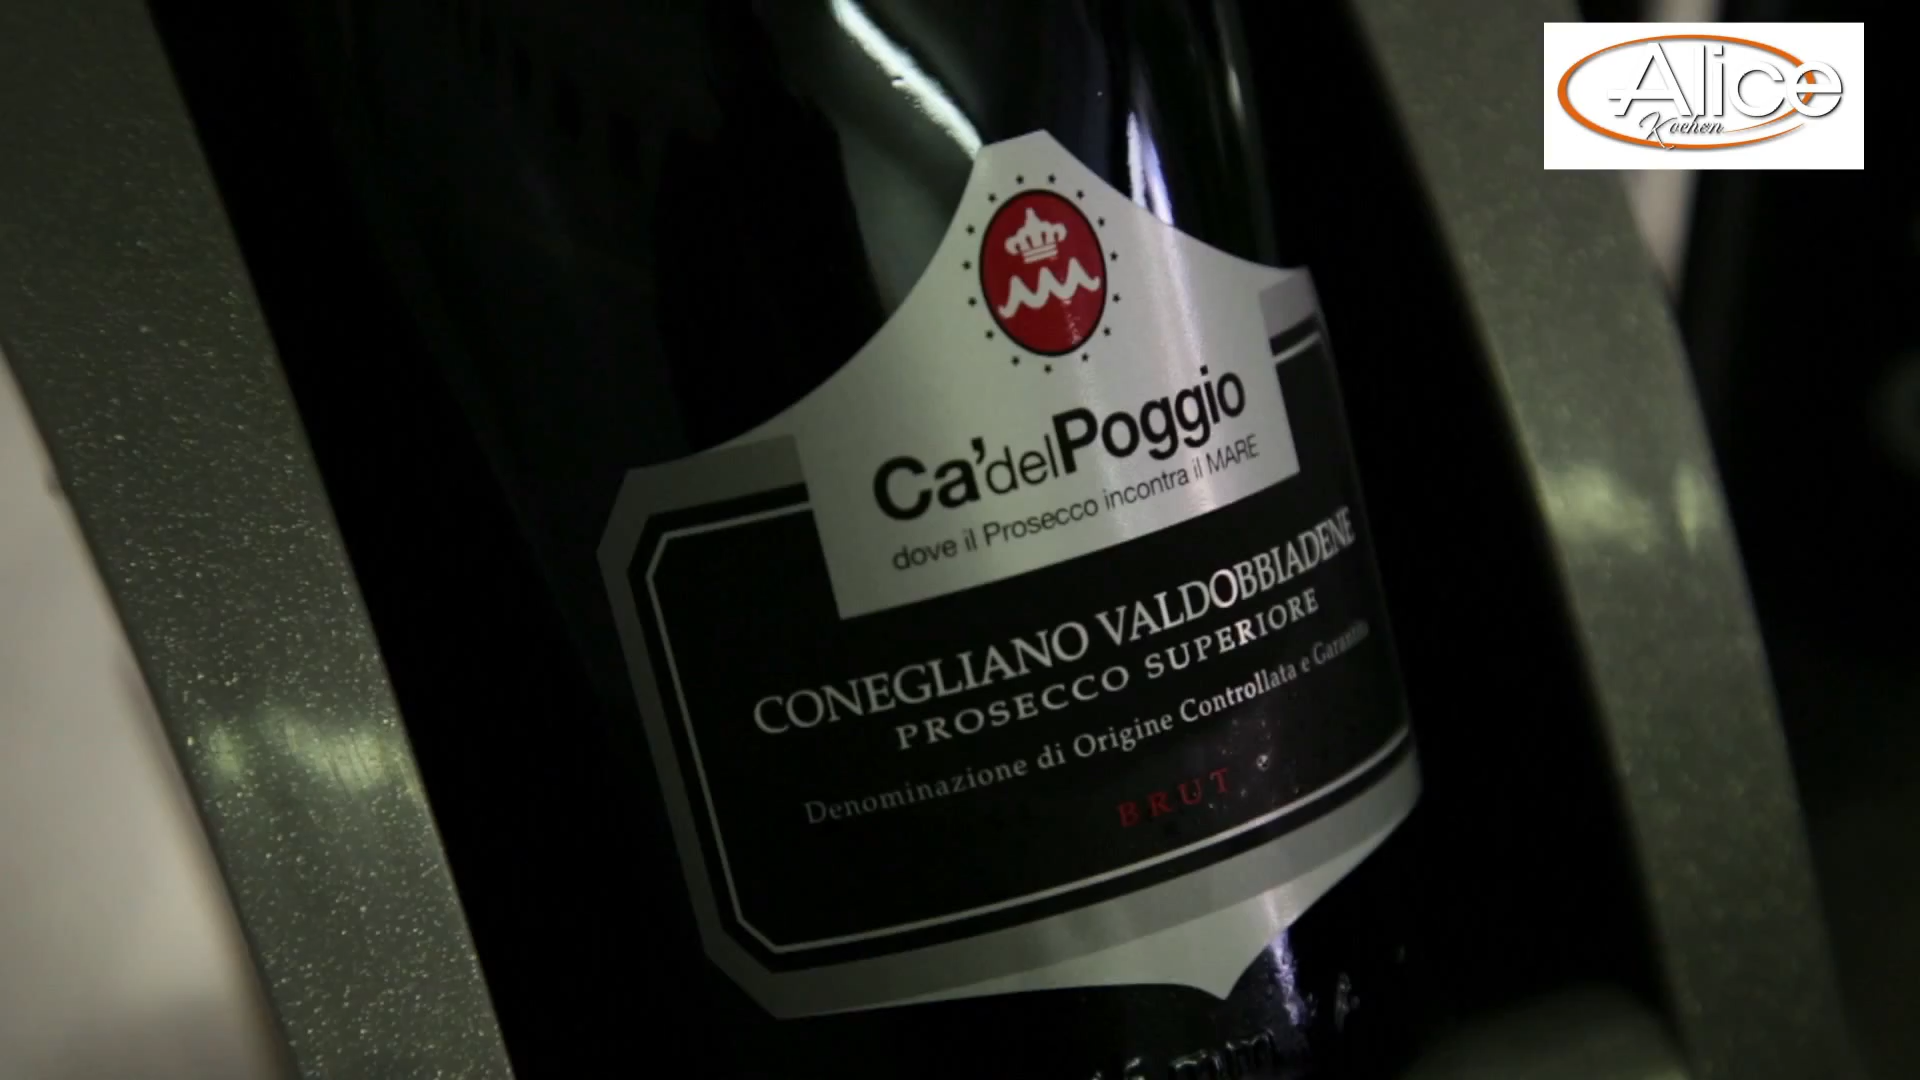 Alice
Kochen
Ca'delPoggio
dove il Prosecco incontra il MARE
CONEGLIANO VALDOBBIADENE
PROSECCO SUPERIORE
Denominazione di Origine Controllata e Garantita
BRUT